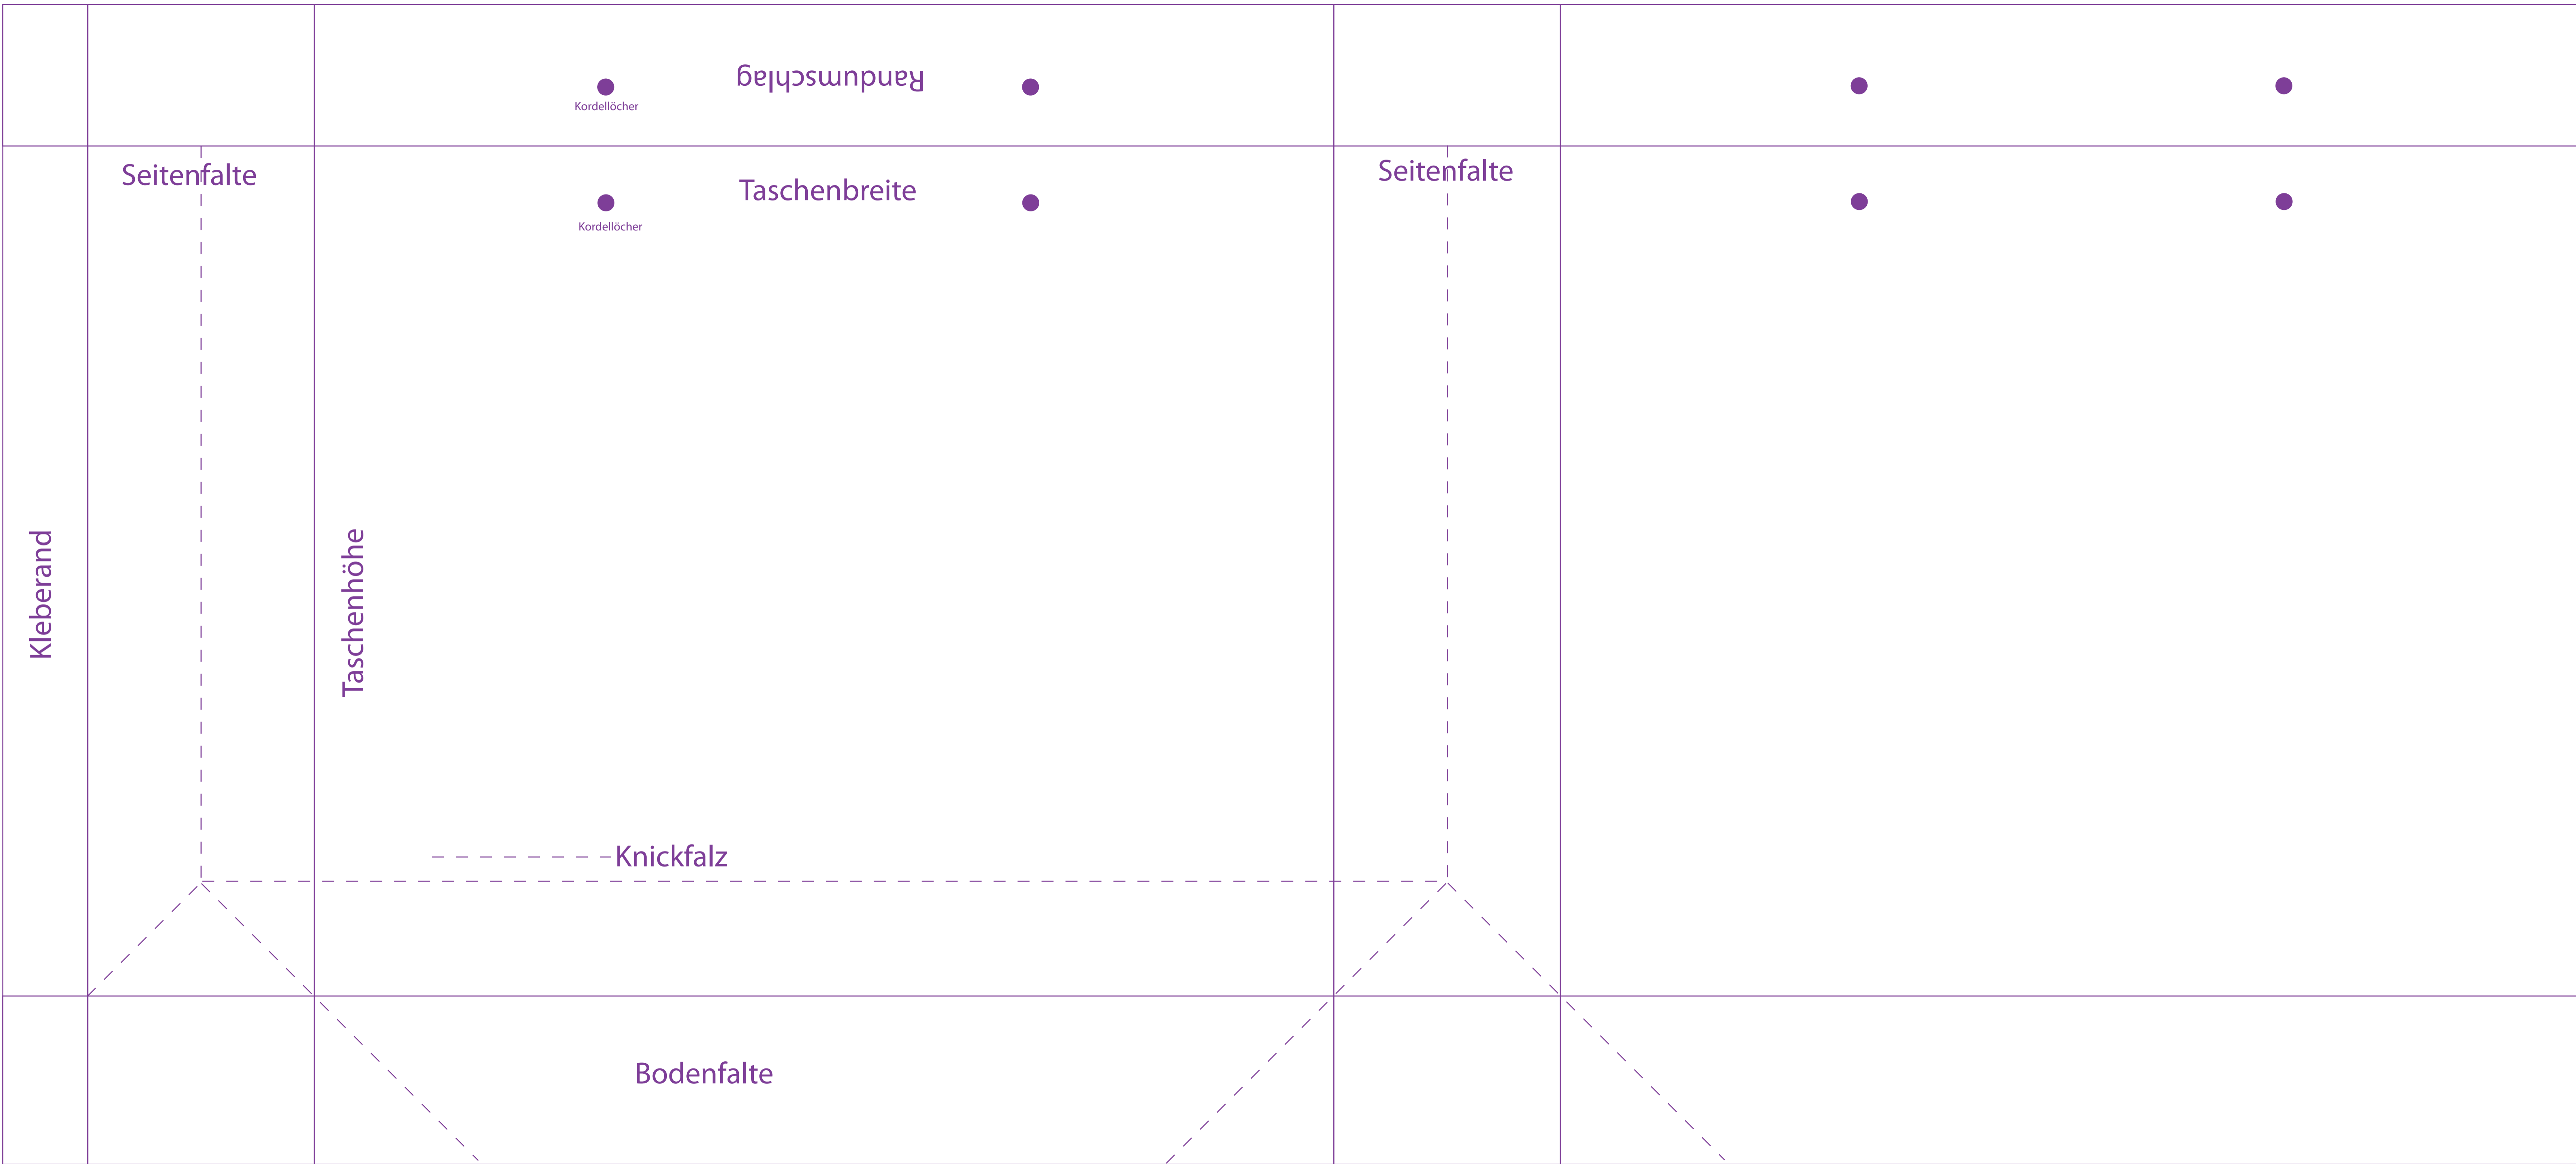 Randumschlag
Kordellöcher
Seitenfalte
Seitenfalte
Taschenbreite
Kordellöcher
Kleberand
Taschenhöhe
Knickfalz
Bodenfalte